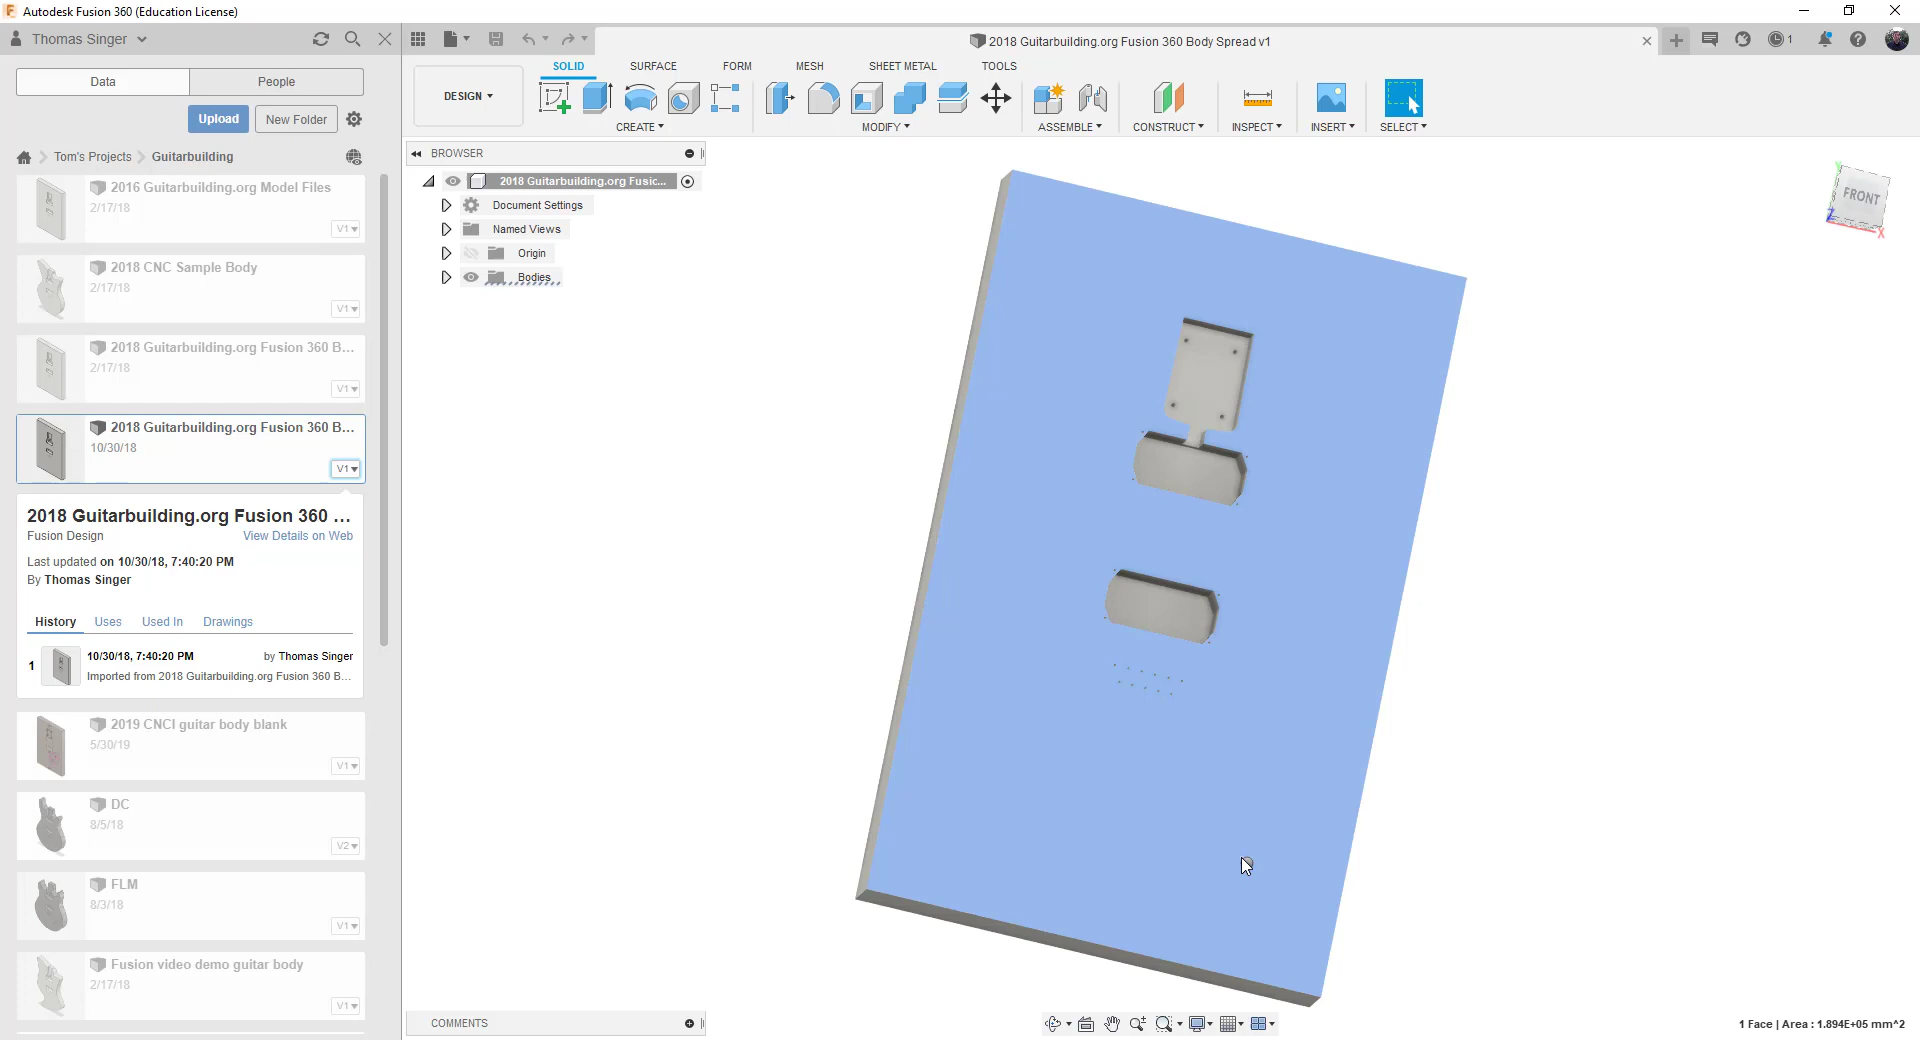 Autodesk Fusion 360 (Education License)
Thomas Singer
2018 Guitarbuilding.org Fusion 360 Body Spread v1
1
Data
People
SOLID
SURFACE
FORM
MESH
SHEET METAL
TOOLS
DESIGN
Upload
New Folder
CREATE
MODIFY
ASSEMBLE
CONSTRUCT
INSPECT
INSERT
SELECT
Tom's Projects
Guitarbuilding
BROWSER
2018 Guitarbuilding.org Fusic...
Document Settings
Named Views
Origin
Bodies
FRONT
Y
Z
X
2016 Guitarbuilding.org Model Files
2/17/18
V1
2018 CNC Sample Body
2/17/18
V1
2018 Guitarbuilding.org Fusion 360 B...
2/17/18
V1
2018 Guitarbuilding.org Fusion 360 B...
10/30/18
V1
2018 Guitarbuilding.org Fusion 360 ...
Fusion Design
View Details on Web
Last updated on 10/30/18, 7:40:20 PM
By Thomas Singer
History
Uses
Used In
Drawings
1
10/30/18, 7:40:20 PM
by Thomas Singer
Imported from 2018 Guitarbuilding.org Fusion 360 B...
2019 CNCI guitar body blank
5/30/19
V1
DC
8/5/18
V2
FLM
8/3/18
V1
Fusion video demo guitar body
2/17/18
V1
COMMENTS
1 Face | Area : 1.894E+05 mm^2